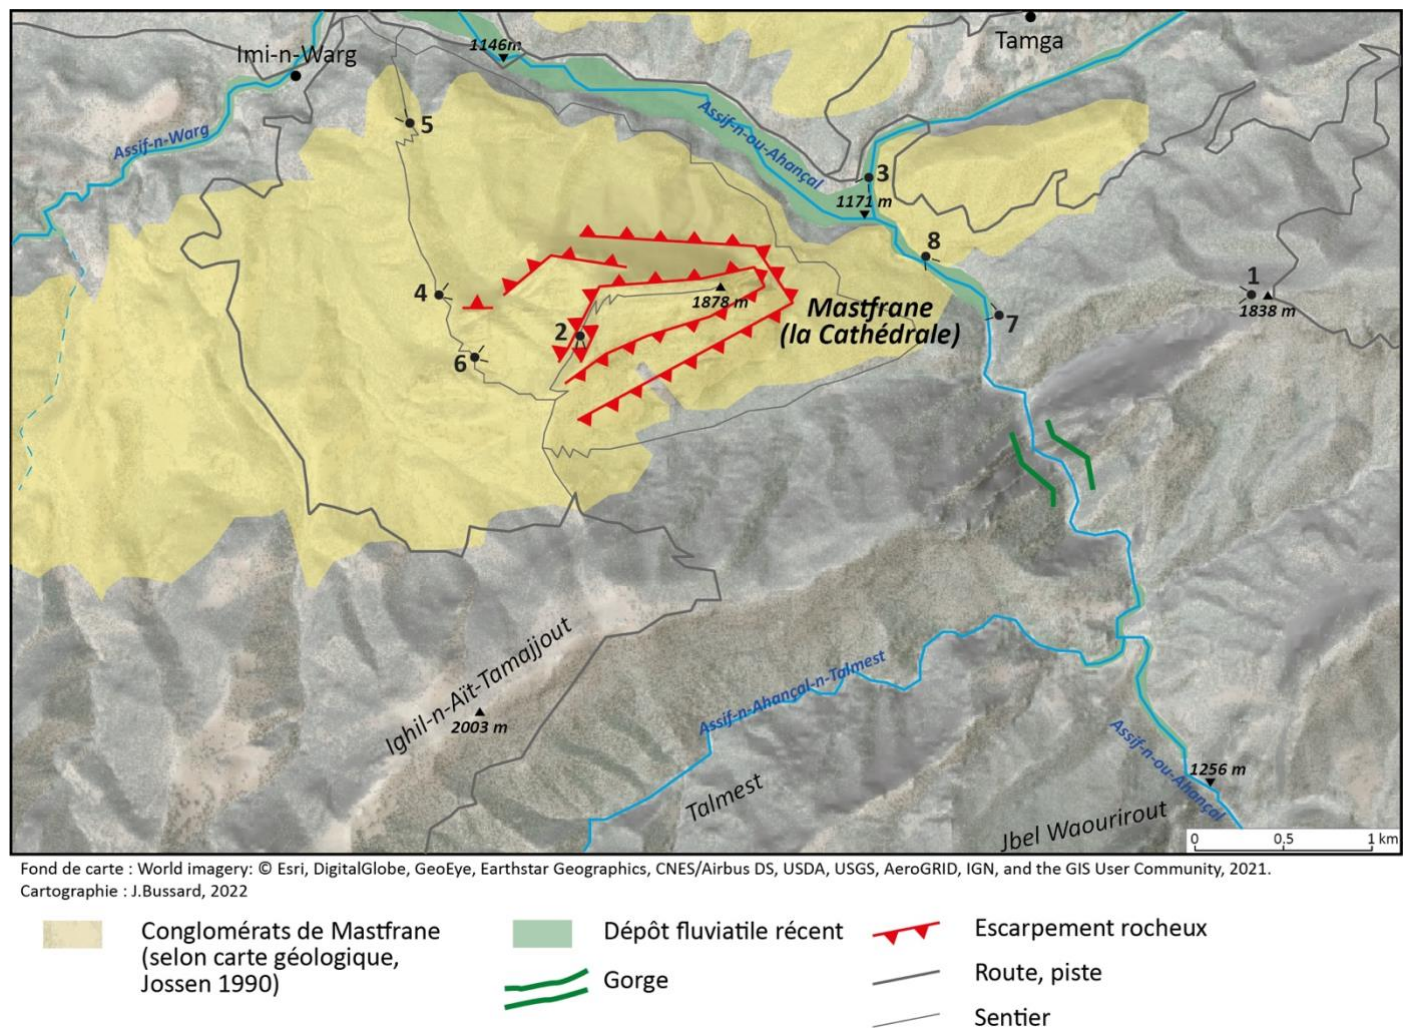 1146m
Imi-n-Warg
Tamga
Assif-n-Warg
5
Assif-n-ou-Ahançal
3
1171 m
8
4
1878 m
Mastfrane
(la Cathédrale)
1
1838 m
2
7
6
Ighil-n-Aït-Tamajjout
2003 m
Assif-n-Ahançal-n-Talmest
Talmest
Assif-n-ou-Ahançal
1256 m
Jbel Waourirout
0 0,5 1 km
Fond de carte : World imagery: © Esri, DigitalGlobe, GeoEye, Earthstar Geographics, CNES/Airbus DS, USDA, USGS, AeroGRID, IGN, and the GIS User Community, 2021.
Cartographie : J.Bussard, 2022
Conglomérats de Mastfrane
(selon carte géologique,
Jossen 1990)
Dépôt fluviatile récent
Gorge
Escarpement rocheux
Route, piste
Sentier